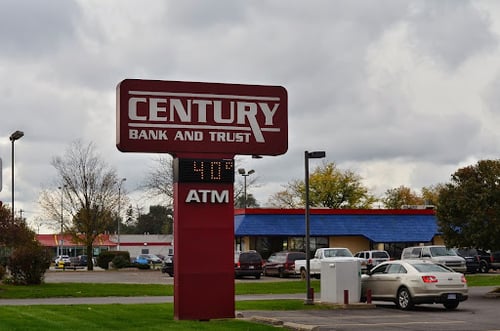 CENTURY
BANK AND TRUST
40°
ATM